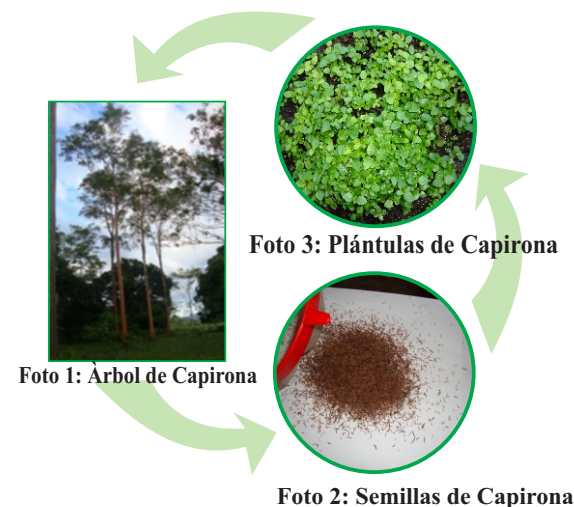 Foto 3: Plántulas de Capirona
Foto 1: Àrbol de Capirona
Foto 2: Semillas de Capirona